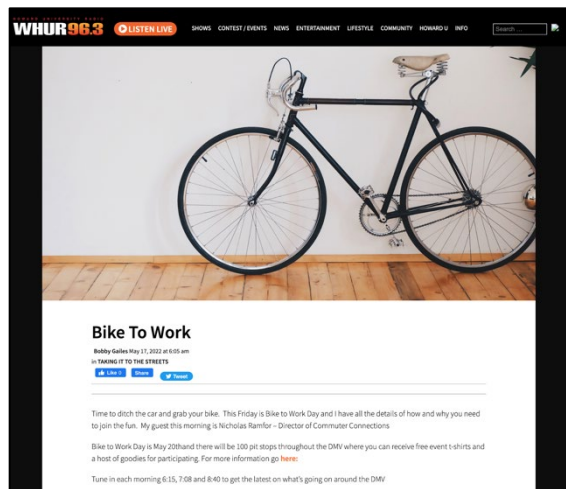 HOWARD UNIVERSITY RADIO
WHUR 96.3
LISTEN LIVE
SHOWS CONTEST / EVENTS NEWS ENTERTAINMENT LIFESTYLE COMMUNITY HOWARD U INFO
Search ...
Bike To Work
Bobby Gailes May 17, 2022 at 6:05 am
in TAKING IT TO THE STREETS
Like 0 Share Tweet
Time to ditch the car and grab your bike. This Friday is Bike to Work Day and I have all the details of how and why you need
to join the fun. My guest this morning is Nicholas Ramfor – Director of Commuter Connections
Bike to Work Day is May 20thand there will be 100 pit stops throughout the DMV where you can receive free event t-shirts and
a host of goodies for participating. For more information go here:
Tune in each morning 6:15, 7:08 and 8:40 to get the latest on what's going on around the DMV